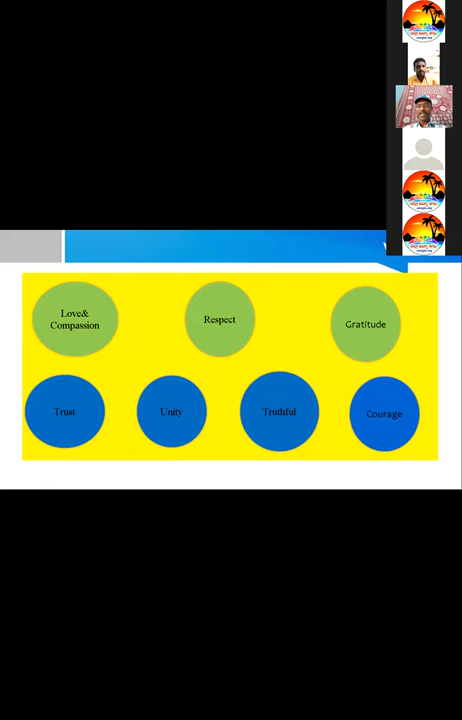 Love&
Compassion
Respect
Gratitude
Trust
Unity
Truthful
Courage